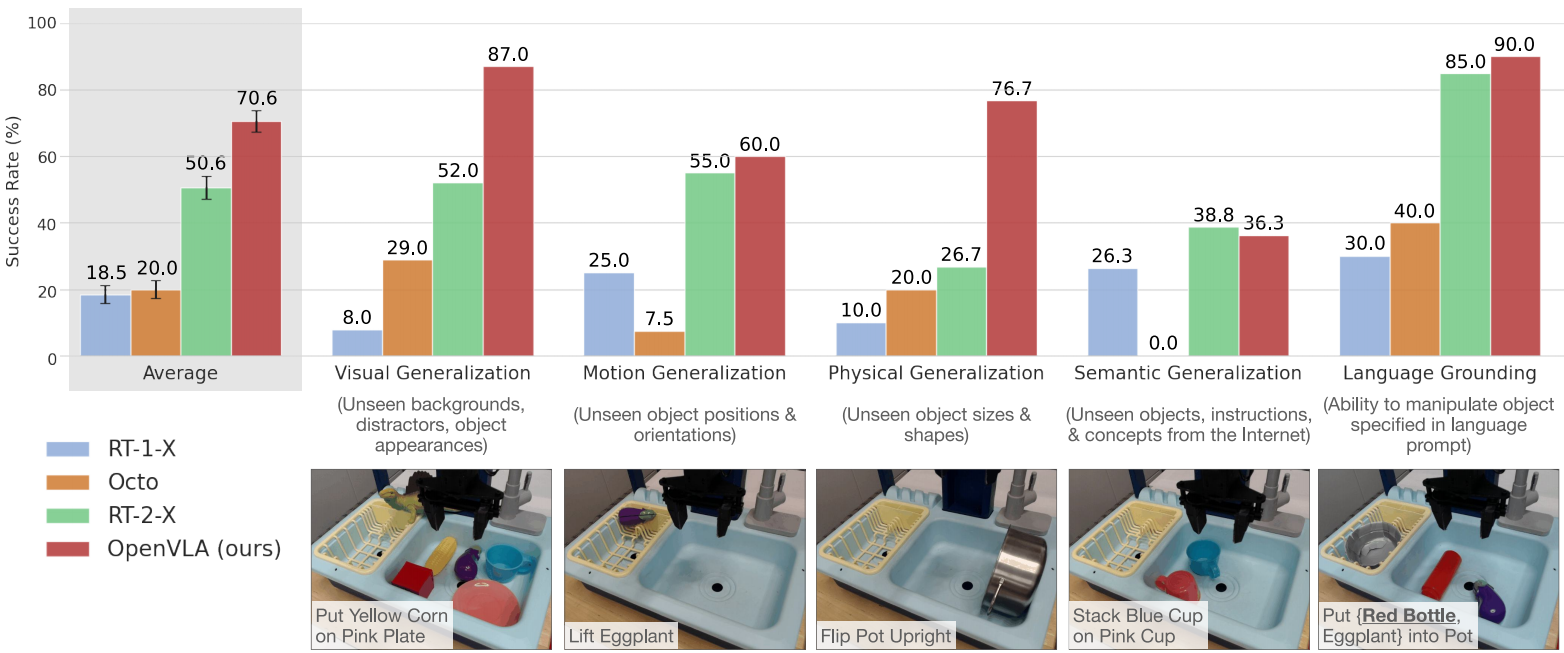 100
80
60
40
20
0
Success Rate (%)
18.5
20.0
50.6
70.6
8.0
29.0
52.0
87.0
25.0
7.5
55.0
60.0
10.0
20.0
26.7
76.7
26.3
0.0
38.8
36.3
30.0
40.0
85.0
90.0
Average
Visual Generalization
(Unseen backgrounds,
distractors, object
appearances)
Motion Generalization
(Unseen object positions &
orientations)
Physical Generalization
(Unseen object sizes &
shapes)
Semantic Generalization
(Unseen objects, instructions,
& concepts from the Internet)
Language Grounding
(Ability to manipulate object
specified in language
prompt)
RT-1-X
Octo
RT-2-X
OpenVLA (ours)
Put Yellow Corn
on Pink Plate
Lift Eggplant
Flip Pot Upright
Stack Blue Cup
on Pink Cup
Put {Red Bottle,
Eggplant} into Pot